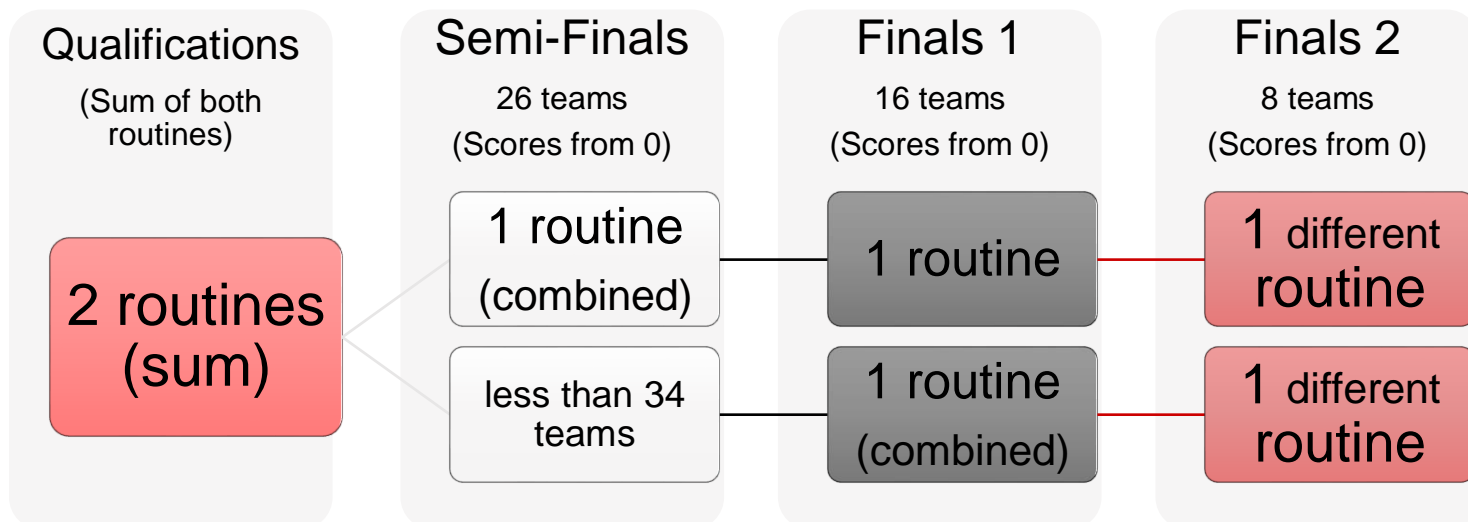 Qualifications
(Sum of both
routines)
2 routines
(sum)
Semi-Finals
26 teams
(Scores from 0)
1 routine
(combined)
less than 34
teams
Finals 1
16 teams
(Scores from 0)
1 routine
1 routine
(combined)
Finals 2
8 teams
(Scores from 0)
1 different
routine
1 different
routine